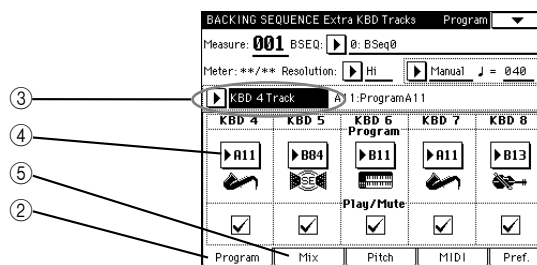 BACKING SEQUENCE Extra KBD Tracks Program
Measure: 001 BSEQ: 0: BSeq0
Meter: **/** Resolution: Hi Manual ♩ = 040
③ KBD 4 Track A11:ProgramA11
KBD 4 KBD 5 KBD 6 KBD 7 KBD 8
Program
④ A11 B84 B11 A11 B13
SE
⑤ Play/Mute
② Program Mix Pitch MIDI Pref.